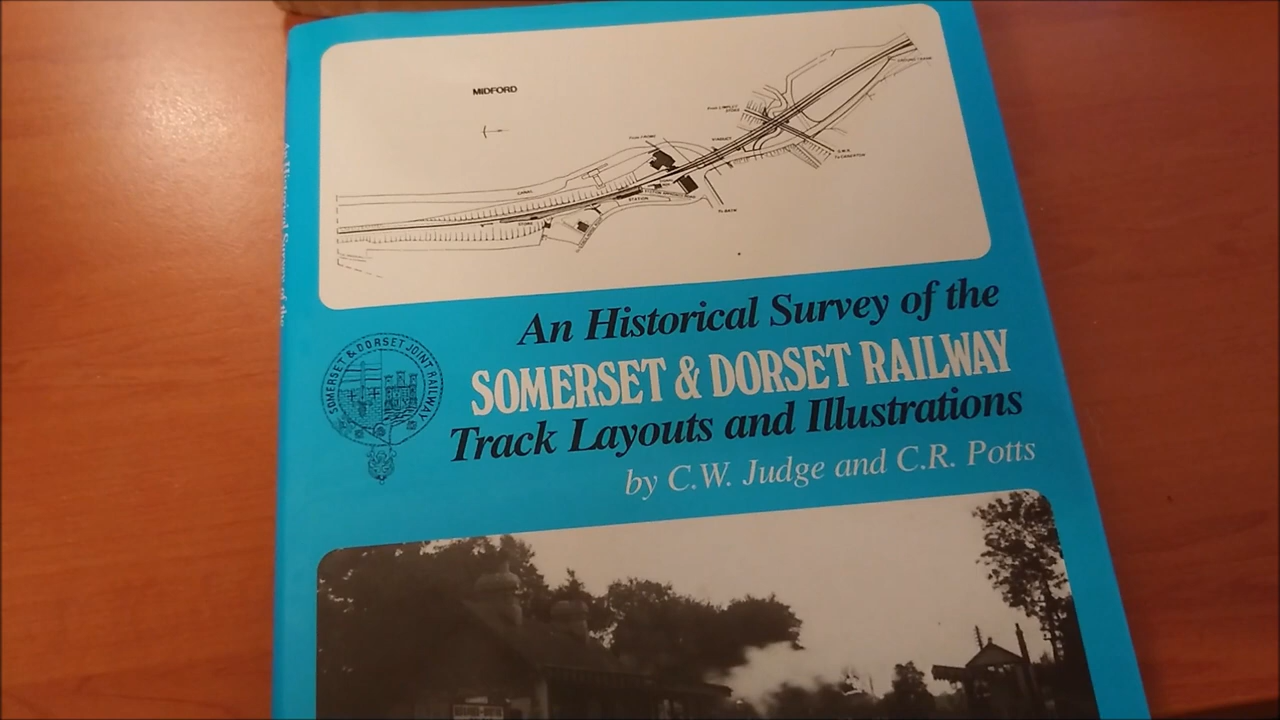 MIDFORD
CANAL
STATION
An Historical Survey of the
SOMERSET & DORSET JOINT RAILWAY
SOMERSET & DORSET RAILWAY
Track Layouts and Illustrations
by C.W. Judge and C.R. Potts